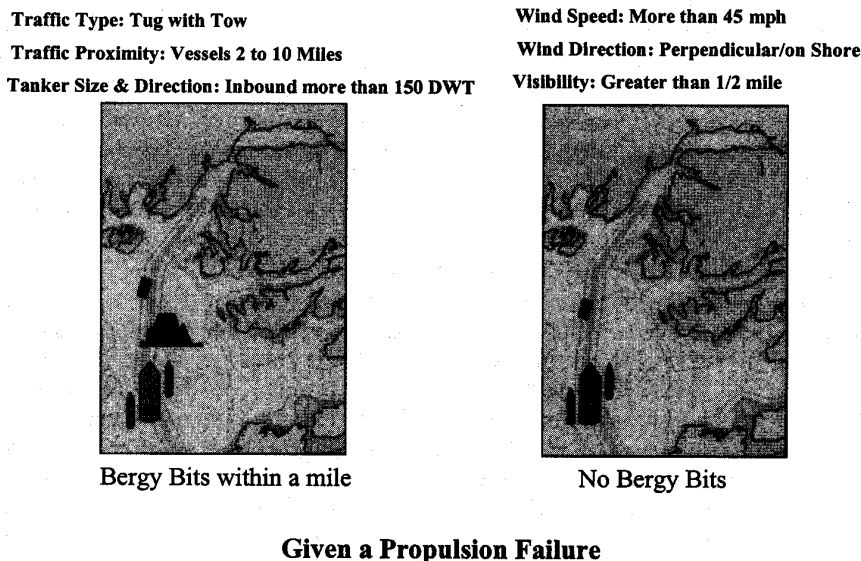 Traffic Type: Tug with Tow
Traffic Proximity: Vessels 2 to 10 Miles
Tanker Size & Direction: Inbound more than 150 DWT
Wind Speed: More than 45 mph
Wind Direction: Perpendicular/on Shore
Visibility: Greater than 1/2 mile
Bergy Bits within a mile
No Bergy Bits
Given a Propulsion Failure